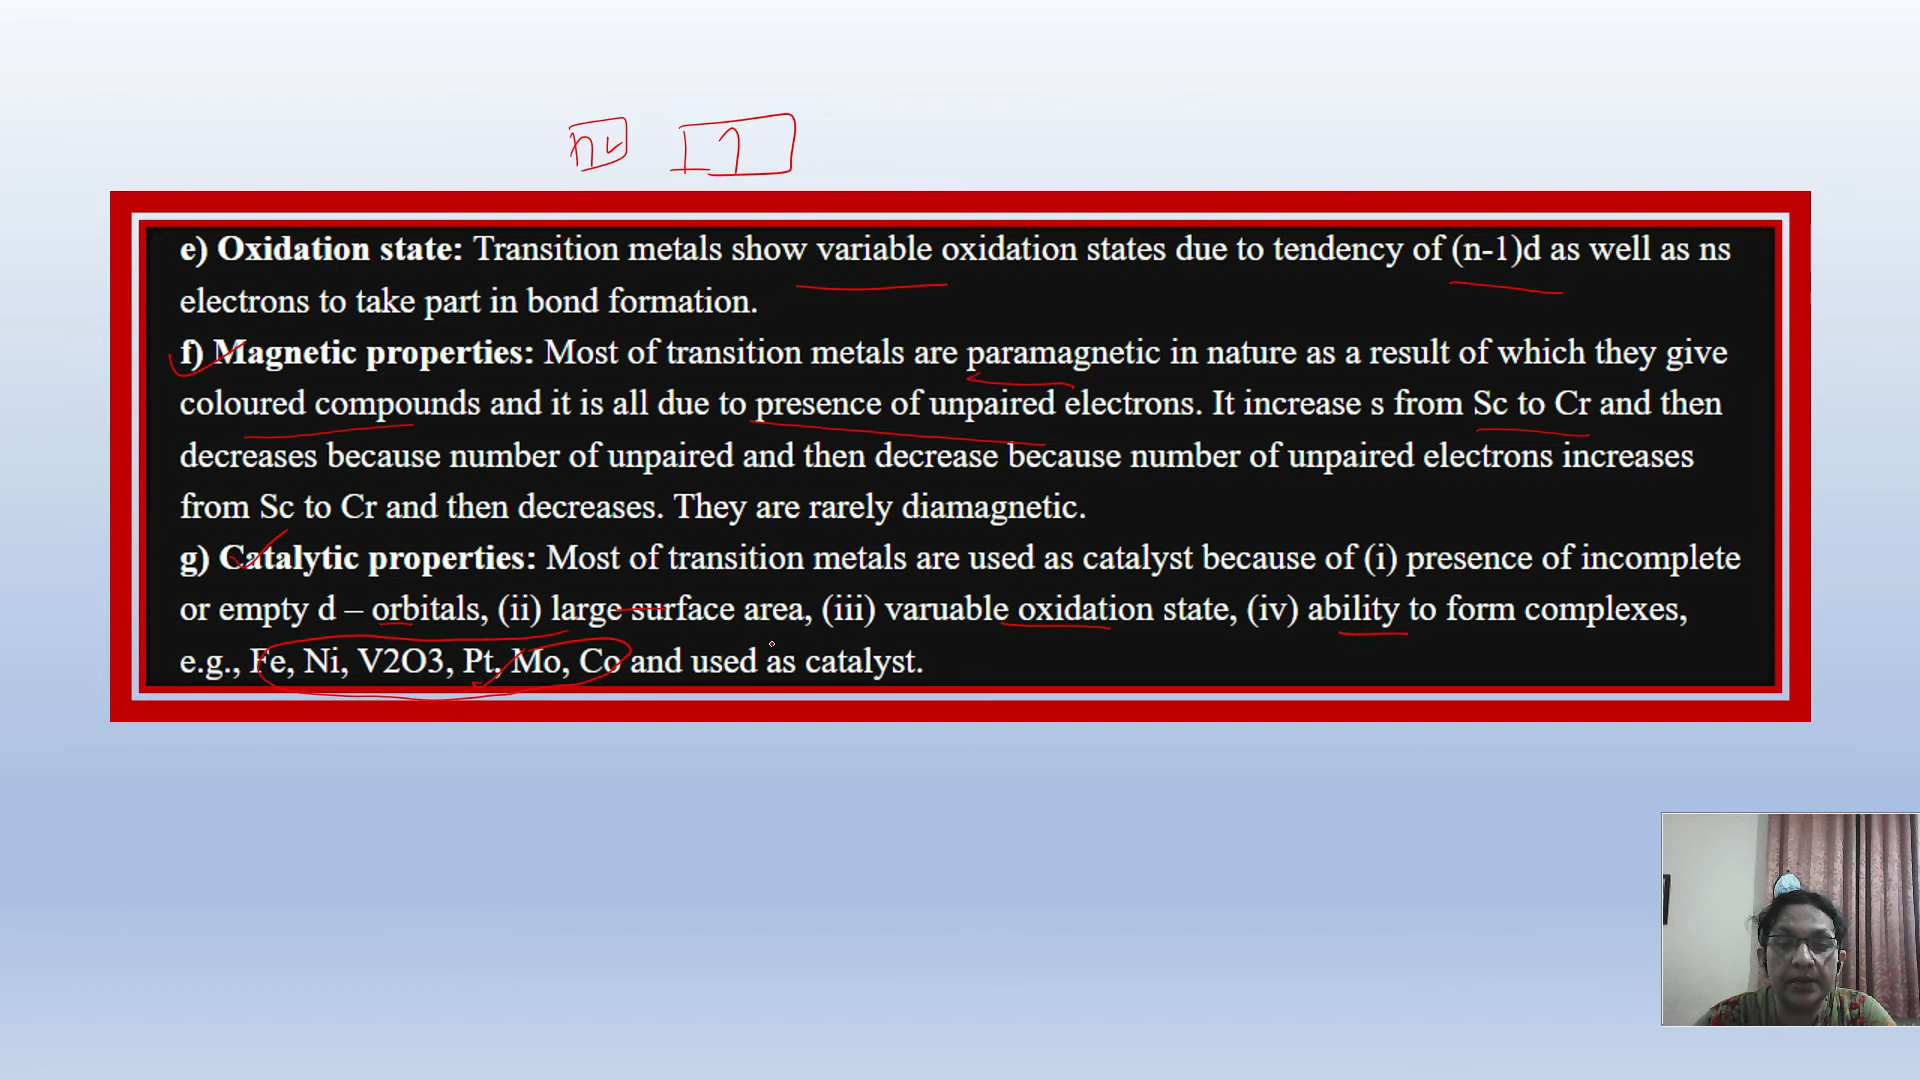 e) Oxidation state: Transition metals show variable oxidation states due to tendency of (n-1)d as well as ns
electrons to take part in bond formation.
f) Magnetic properties: Most of transition metals are paramagnetic in nature as a result of which they give
coloured compounds and it is all due to presence of unpaired electrons. It increase s from Sc to Cr and then
decreases because number of unpaired and then decrease because number of unpaired electrons increases
from Sc to Cr and then decreases. They are rarely diamagnetic.
g) Catalytic properties: Most of transition metals are used as catalyst because of (i) presence of incomplete
or empty d – orbitals, (ii) large surface area, (iii) varuable oxidation state, (iv) ability to form complexes,
e.g., Fe, Ni, V2O3, Pt, Mo, Co and used as catalyst.